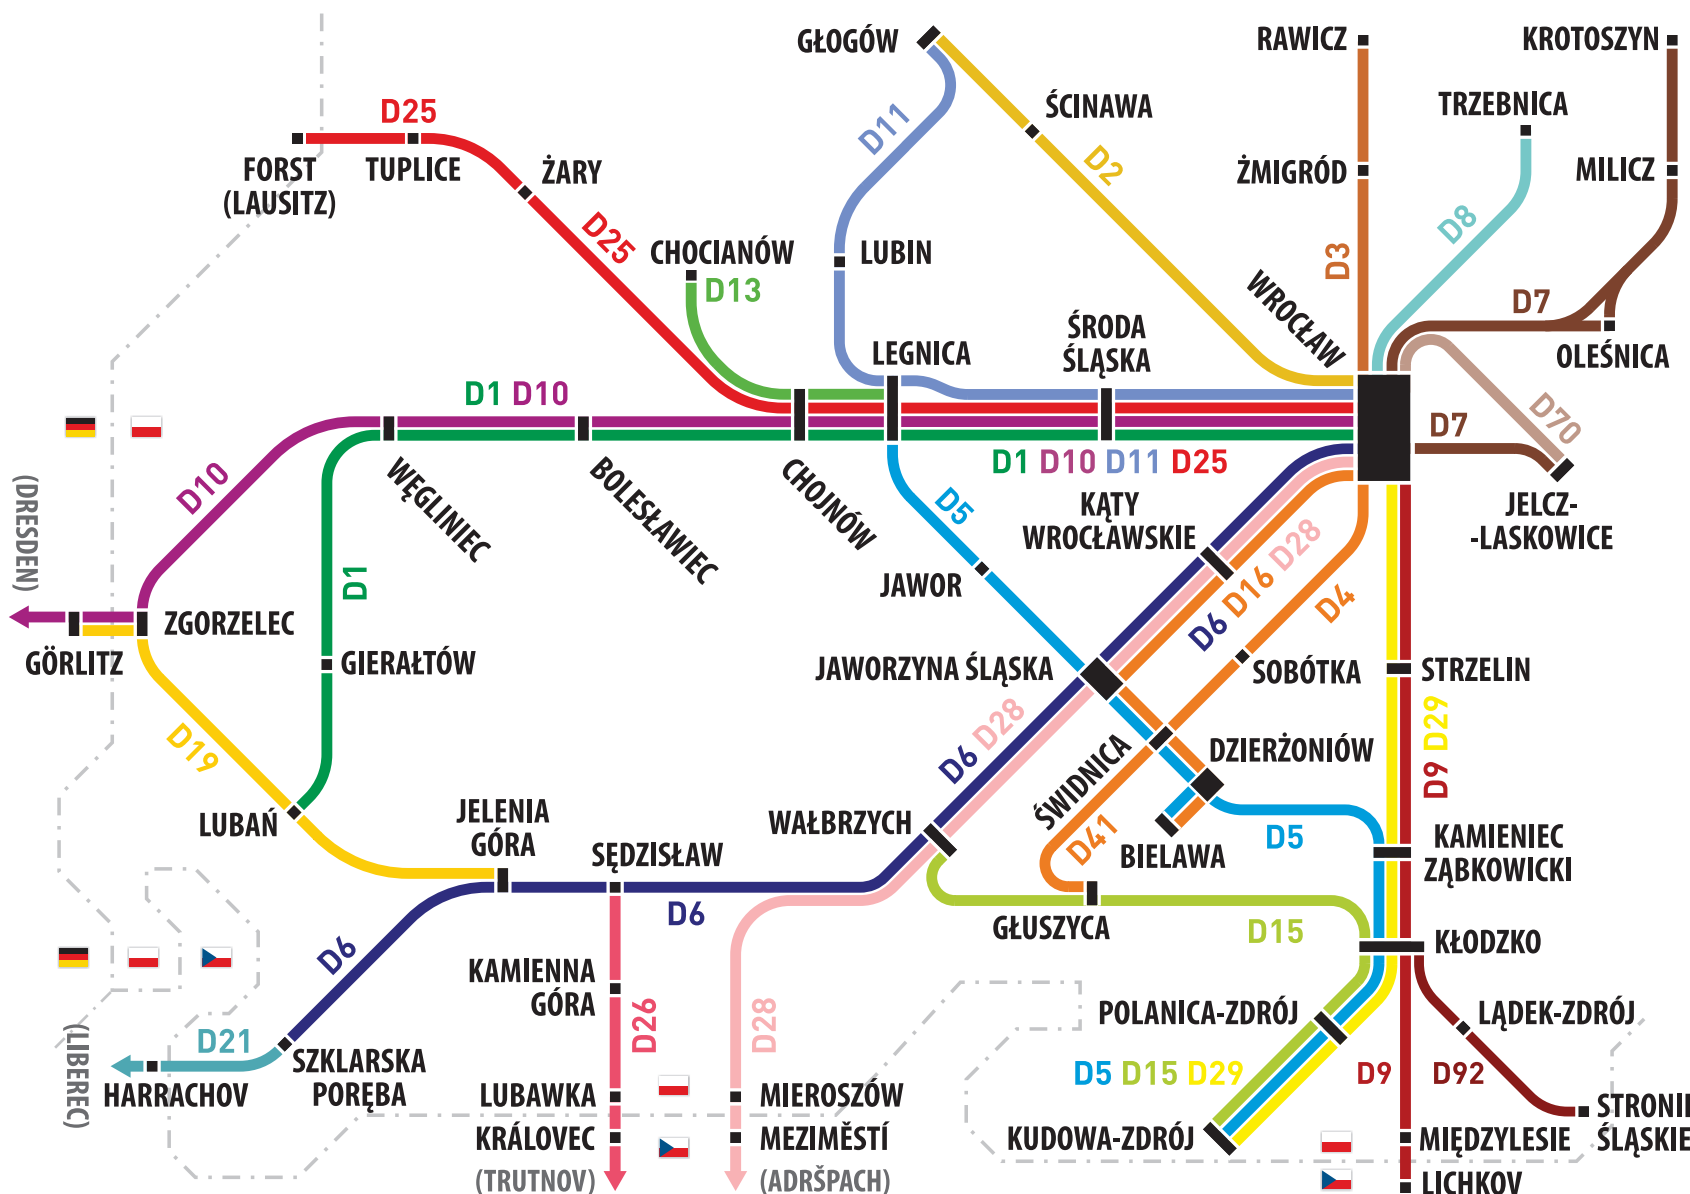 GŁOGÓW
RAWICZ
KROTOSZYN
D25
D11
ŚCINAWA
TRZEBNICA
FORST
(LAUSITZ)
TUPLICE
ŻARY
D2
ŻMIGRÓD
MILICZ
D25
CHOCIANÓW
D13
LUBIN
D8
D3
WROCŁAW
D7
OLEŚNICA
LEGNICA
ŚRODA
ŚLĄSKA
D1 D10
D70
D7
D10
WĘGLINIEC
BOLESŁAWIEC
CHOJNÓW
D1 D10 D11 D25
KĄTY
WROCŁAWSKIE
JELCZ-
-LASKOWICE
(DRESDEN)
D1
D5
JAWOR
D6 D16 D28
D4
ZGORZELEC
GÖRLITZ
GIERAŁTÓW
JAWORZYNA ŚLĄSKA
SOBÓTKA
STRZELIN
D19
D6 D28
ŚWIDNICA
DZIERŻONIÓW
D9 D29
LUBAŃ
JELENIA
GÓRA
SĘDZISŁAW
WAŁBRZYCH
D41
BIELAWA
D5
KAMIENIEC
ZĄBKOWICKI
D6
D6
GŁUSZYCA
D15
KŁODZKO
KAMIENNA
GÓRA
D26
D28
POLANICA-ZDRÓJ
LĄDEK-ZDRÓJ
(LIBEREC)
D21
HARRACHOV
SZKLARSKA
PORĘBA
D5 D15 D29
D9
D92
LUBAWKA
MIEROSZÓW
STRONIE
ŚLĄSKIE
KRÁLOVEC
(TRUTNOV)
MEZIMĚSTÍ
(ADRŠPACH)
KUDOWA-ZDRÓJ
MIĘDZYLESIE
LICHKOV